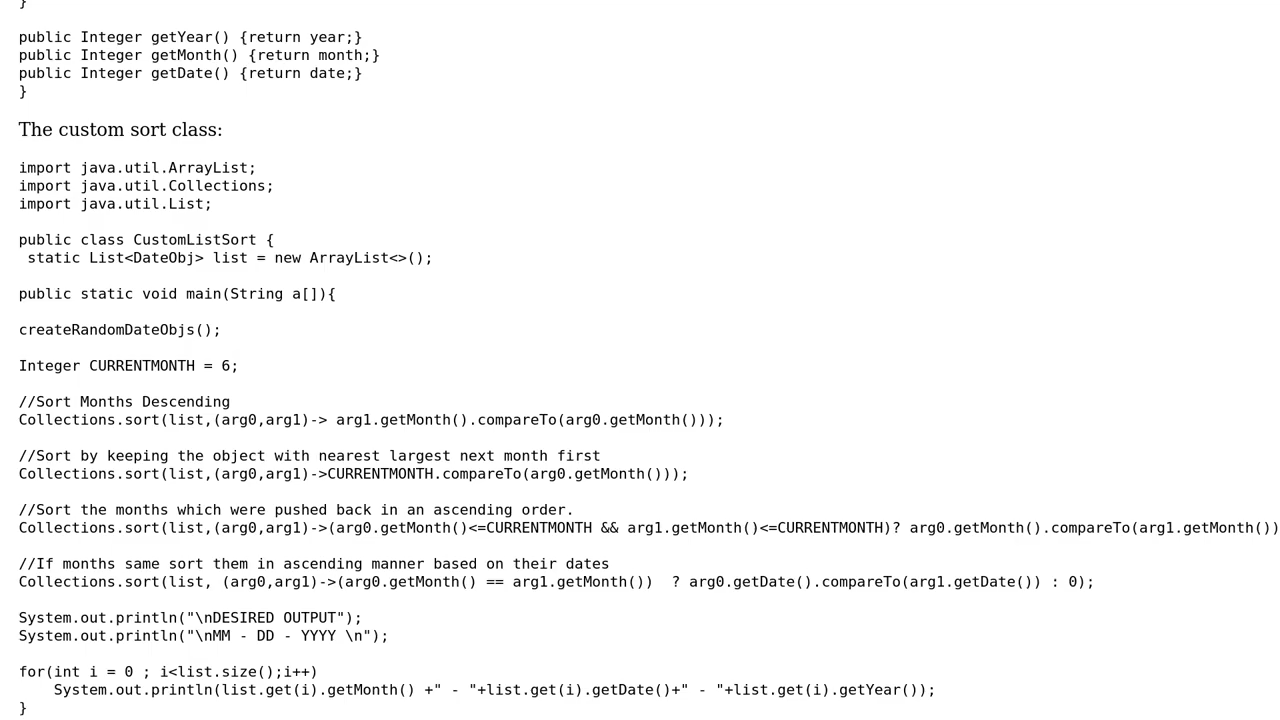 }
public Integer getYear() {return year;}
public Integer getMonth() {return month;}
public Integer getDate() {return date;}
}
The custom sort class:
import java.util.ArrayList;
import java.util.Collections;
import java.util.List;
public class CustomListSort {
static List<DateObj> list = new ArrayList<>();
public static void main(String a[]){
createRandomDateObjs();
Integer CURRENTMONTH = 6;
//Sort Months Descending
Collections.sort(list,(arg0,arg1)-> arg1.getMonth().compareTo(arg0.getMonth()));
//Sort by keeping the object with nearest largest next month first
Collections.sort(list,(arg0,arg1)->CURRENTMONTH.compareTo(arg0.getMonth()));
//Sort the months which were pushed back in an ascending order.
Collections.sort(list,(arg0,arg1)->(arg0.getMonth()<=CURRENTMONTH && arg1.getMonth()<=CURRENTMONTH)? arg0.getMonth().compareTo(arg1.getMonth())
//If months same sort them in ascending manner based on their dates
Collections.sort(list, (arg0,arg1)->(arg0.getMonth() == arg1.getMonth())  ? arg0.getDate().compareTo(arg1.getDate()) : 0);
System.out.println("\nDESIRED OUTPUT");
System.out.println("\nMM - DD - YYYY \n");
for(int i = 0 ; i<list.size();i++)
System.out.println(list.get(i).getMonth() +" - "+list.get(i).getDate()+" - "+list.get(i).getYear());
}